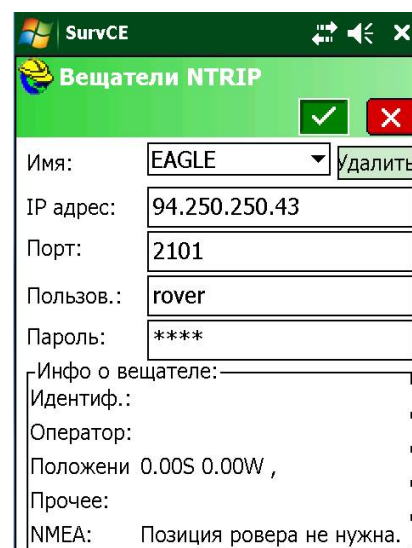 SurvCE
Вещатели NTRIP
Имя: EAGLE Удалить
IP адрес: 94.250.250.43
Порт: 2101
Пользов.: rover
Пароль: ****
Инфо о вещателе:
Идентиф.:
Оператор:
Положени 0.00S 0.00W ,
Прочее:
NMEA: Позиция ровера не нужна.